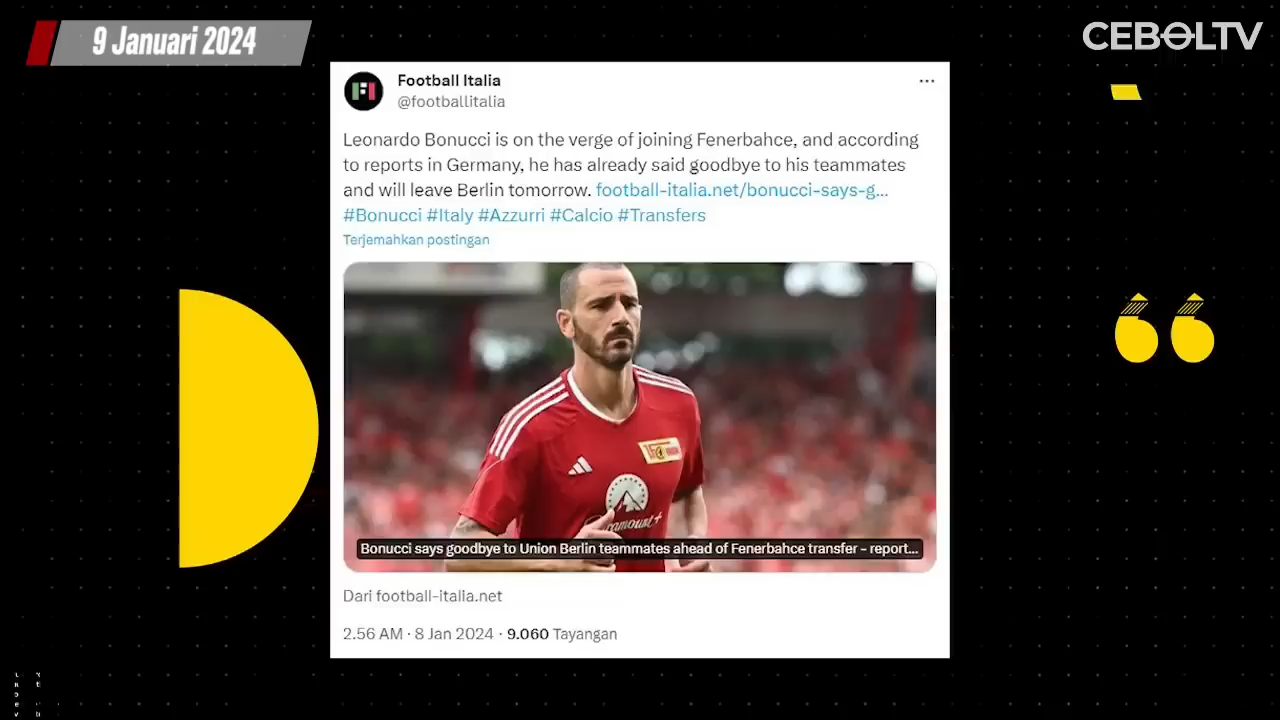 9 Januari 2024
CEBOLTV
Football Italia
@footballitalia
Leonardo Bonucci is on the verge of joining Fenerbahce, and according
to reports in Germany, he has already said goodbye to his teammates
and will leave Berlin tomorrow. football-italia.net/bonucci-says-g...
#Bonucci #Italy #Azzurri #Calcio #Transfers
Terjemahkan postingan
Paramount+
Bonucci says goodbye to Union Berlin teammates ahead of Fenerbahce transfer - report...
Dari football-italia.net
2.56 AM · 8 Jan 2024 · 9.060 Tayangan